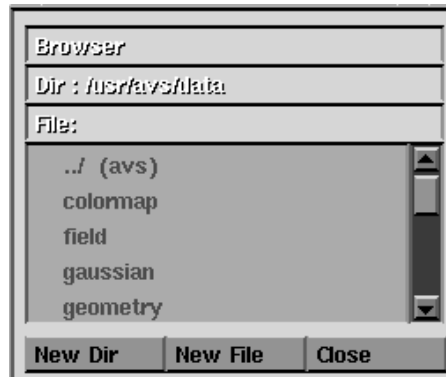 Browser
Dir : /usr/avs/data
File:
../ (avs)
colormap
field
gaussian
geometry
New Dir New File Close